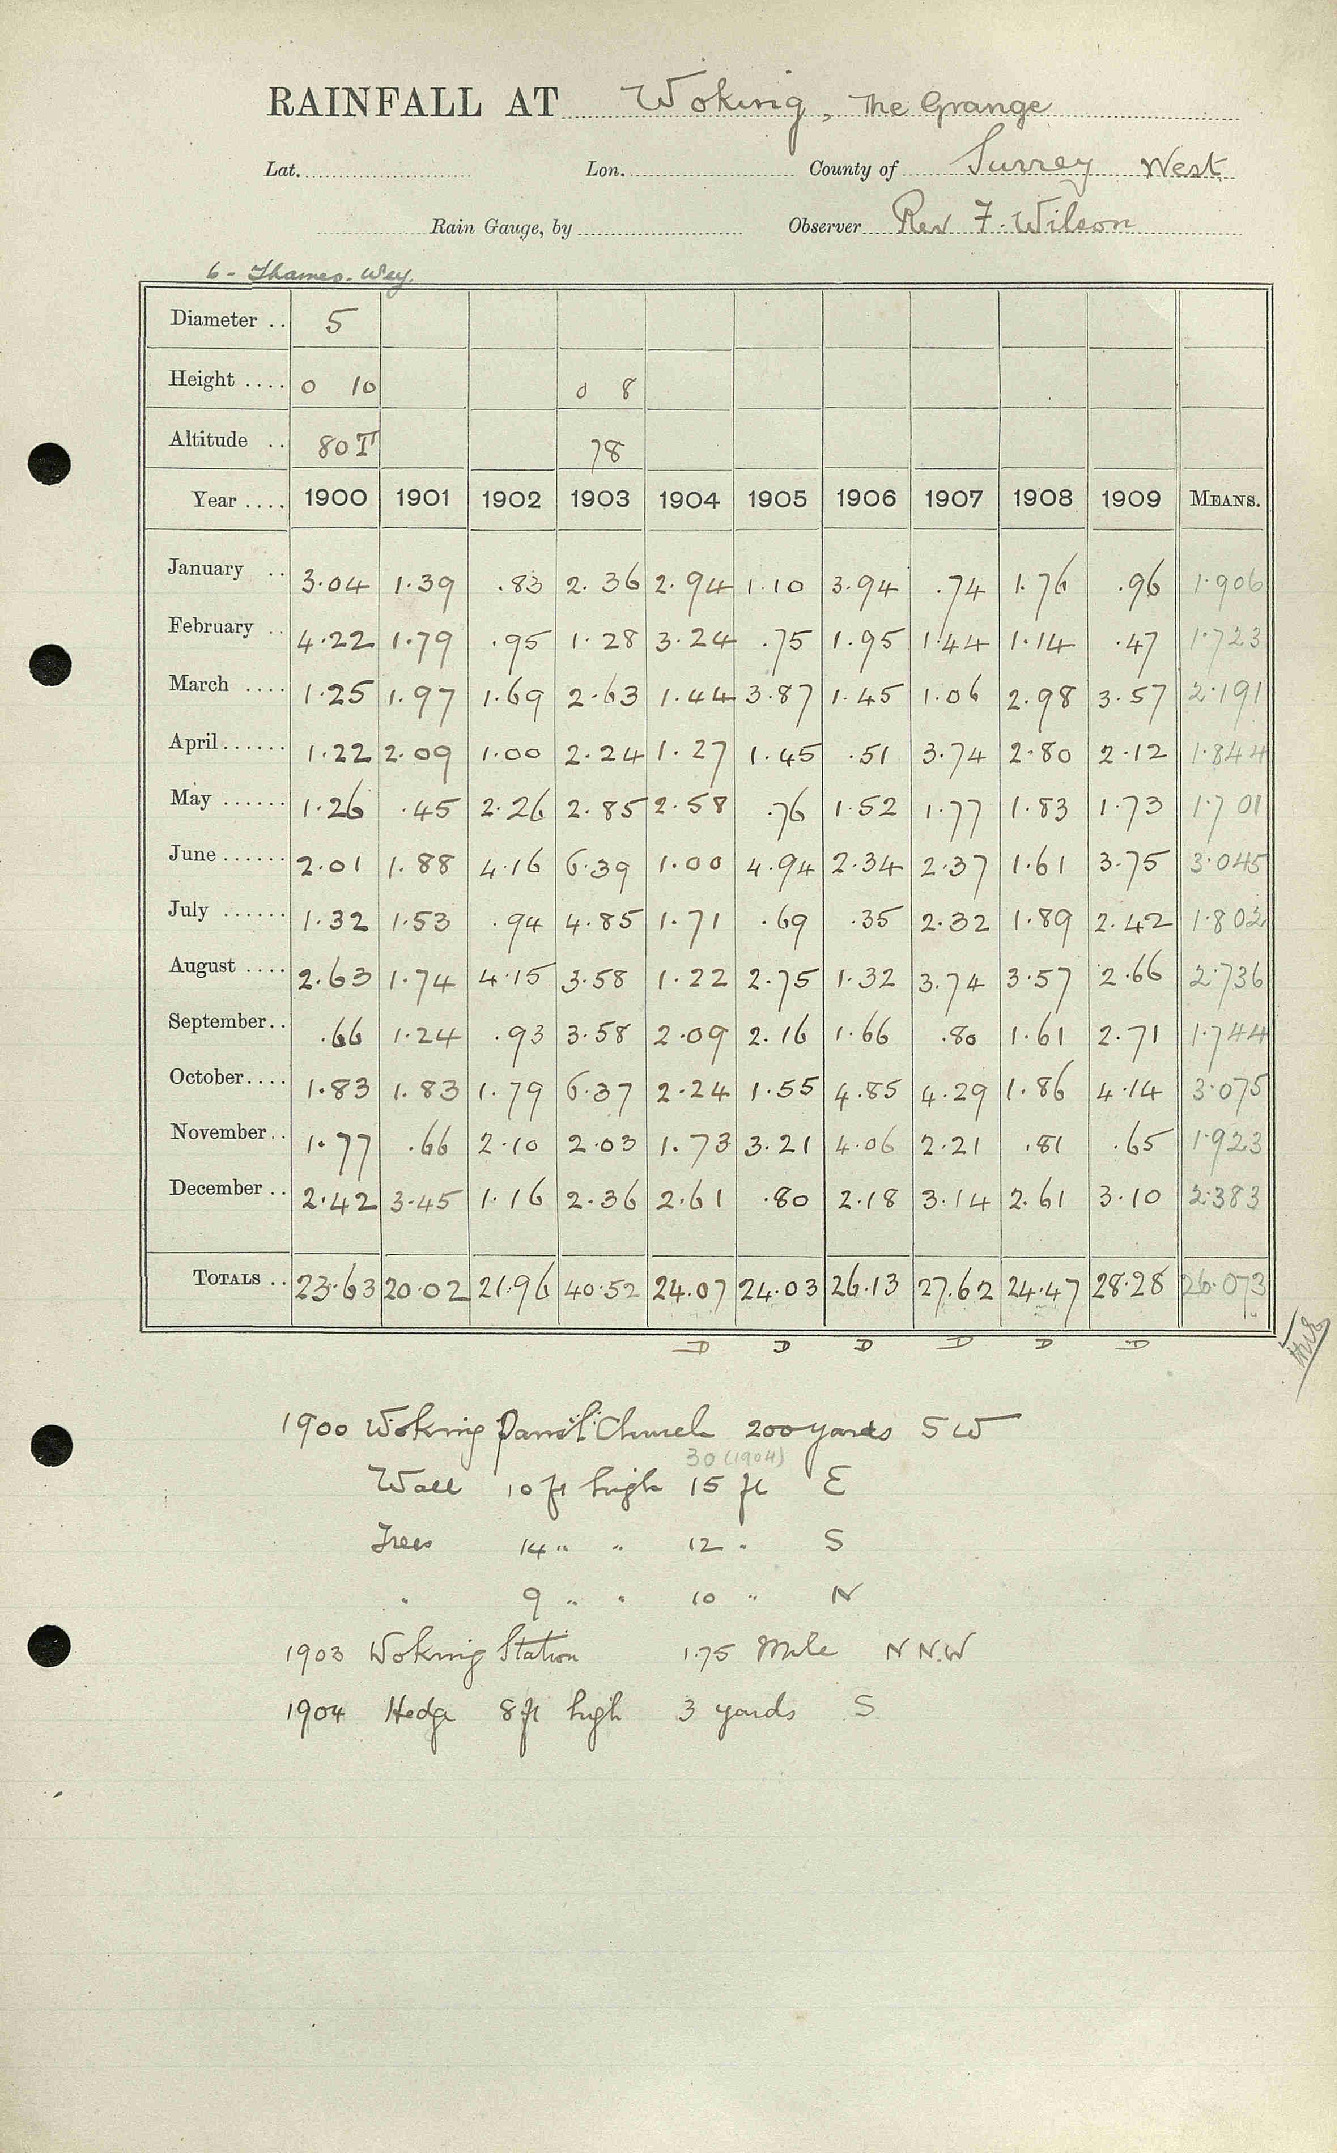 RAINFALL AT Woking, The Grange
Lat. Lon. County of Surrey West
Rain Gauge, by Observer Rev F. Wilson
6 - Thames. Wey.
Diameter .. 5
Height .... 0 10 0 8
Altitude .. 80 T 78
Year .... 1900 1901 1902 1903 1904 1905 1906 1907 1908 1909 MEANS.
January .. 3.04 1.39 .83 2.36 2.94 1.10 3.94 .74 1.76 .96 1.906
February .. 4.22 1.79 .95 1.28 3.24 .75 1.95 1.44 1.14 .47 1.723
March .... 1.25 1.97 1.69 2.63 1.44 3.87 1.45 1.06 2.98 3.57 2.191
April ...... 1.22 2.09 1.00 2.24 1.27 1.45 .51 3.74 2.80 2.12 1.844
May ...... 1.26 .45 2.26 2.85 2.58 .76 1.52 1.77 1.83 1.73 1.701
June ...... 2.01 1.88 4.16 6.39 1.00 4.94 2.34 2.37 1.61 3.75 3.045
July ...... 1.32 1.53 .94 4.85 1.71 .69 .35 2.32 1.89 2.42 1.802
August .... 2.63 1.74 4.15 3.58 1.22 2.75 1.32 3.74 3.57 2.66 2.736
September.. .66 1.24 .93 3.58 2.09 2.16 1.66 .80 1.61 2.71 1.744
October.... 1.83 1.83 1.79 6.37 2.24 1.55 4.85 4.29 1.86 4.14 3.075
November.. 1.77 .66 2.10 2.03 1.73 3.21 4.06 2.21 .81 .65 1.923
December .. 2.42 3.45 1.16 2.36 2.61 .80 2.18 3.14 2.61 3.10 2.383
TOTALS .. 23.63 20.02 21.96 40.52 24.07 24.03 26.13 27.62 24.47 28.28 26.073
D D D D D D
1900 Woking Parish Church 200 yards SW
30 (1904)
Wall 10 ft high 15 ft E
Trees 14 " " 12 " S
" 9 " " 10 " N
1903 Woking Station 1.75 Mile N N.W
1904 Hedge 8 ft high 3 yards S